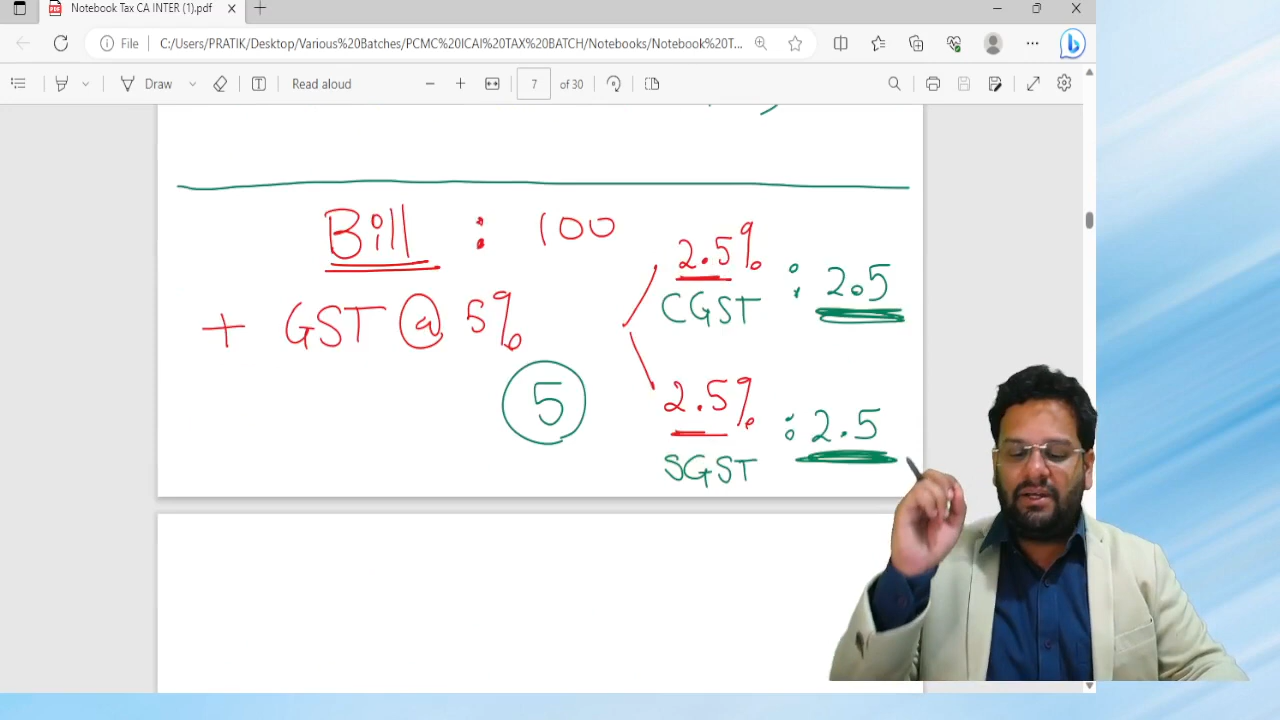 Notebook Tax CA INTER (1).pdf
File C:/Users/PRATIK/Desktop/Various%20Batches/PCMC%20ICAI%20TAX%20BATCH/Notebooks/Notebook%20T...
Draw Read aloud 7 of 30
Bill : 100
2.5% : 2.5
CGST
+ GST @ 5%
5
2.5% : 2.5
SGST